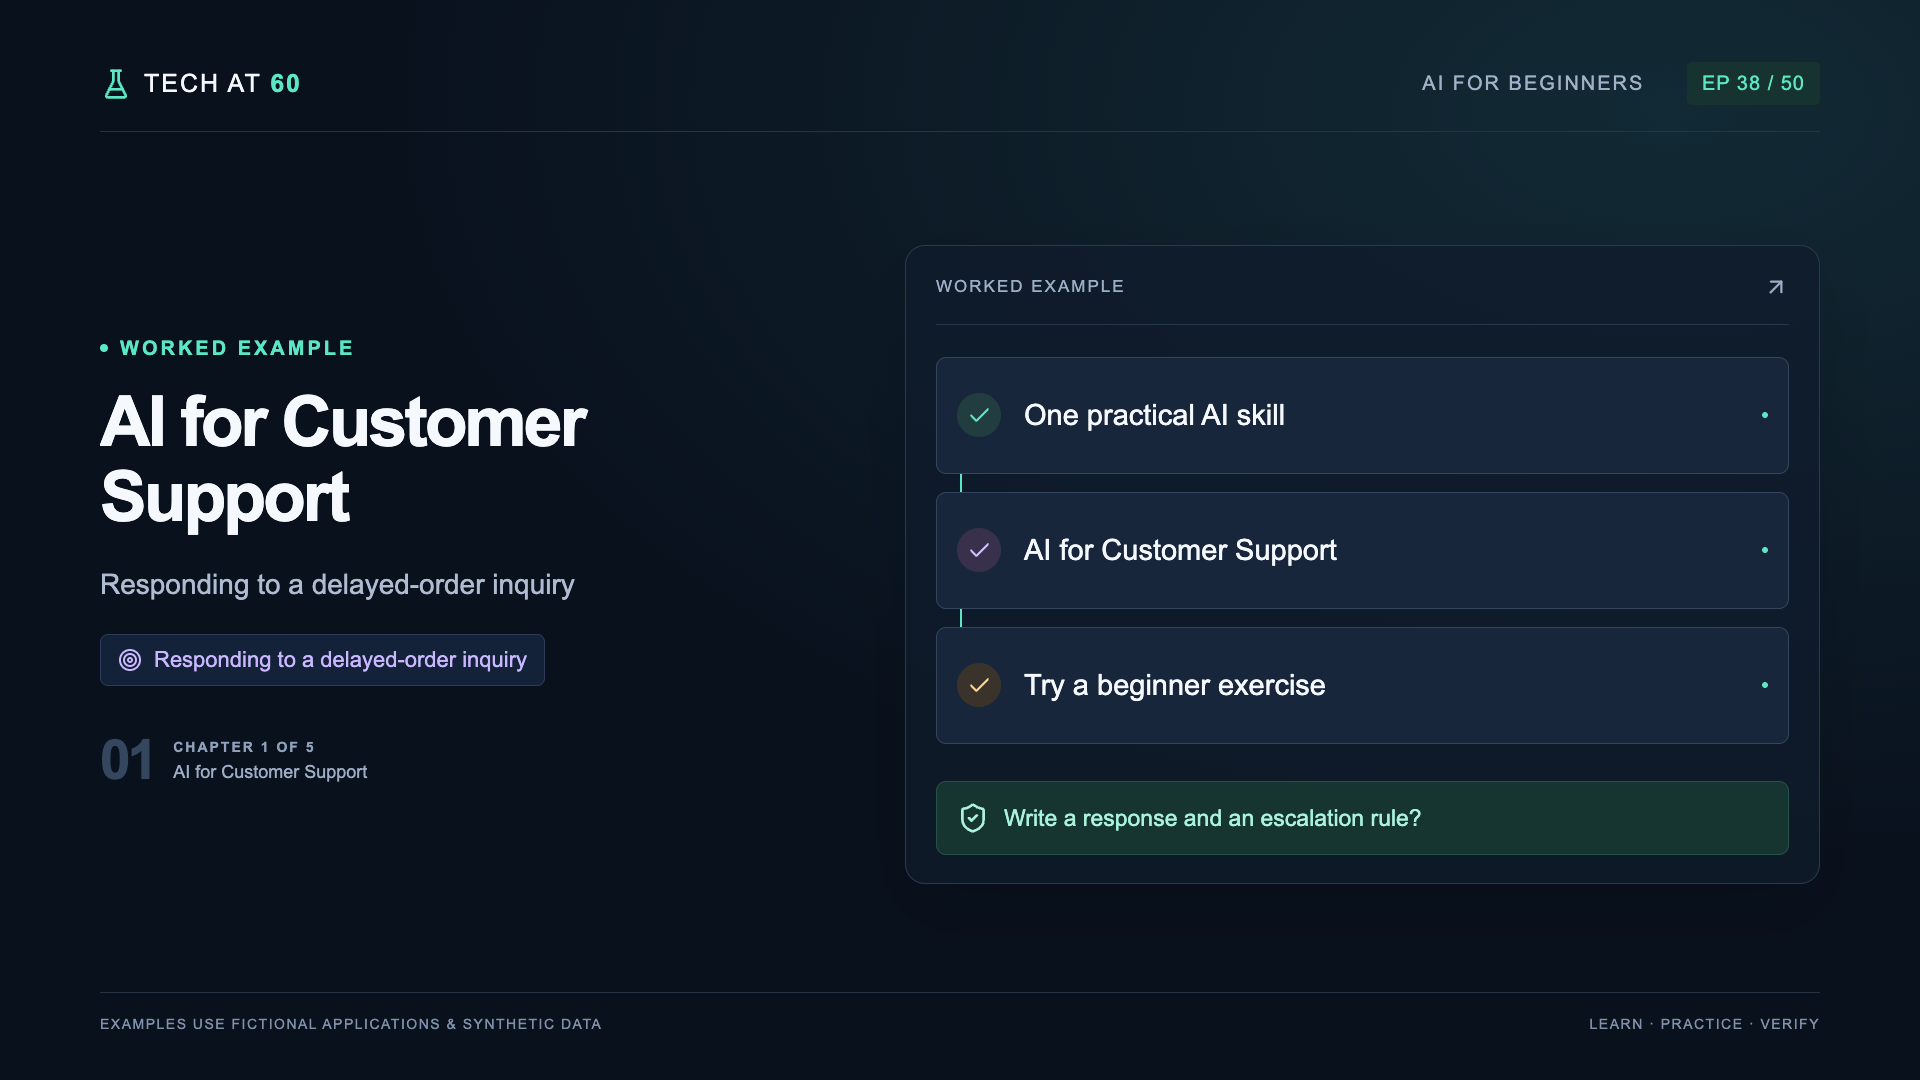 TECH AT 60
AI FOR BEGINNERS
EP 38 / 50
WORKED EXAMPLE
AI for Customer
Support
Responding to a delayed-order inquiry
Responding to a delayed-order inquiry
01
CHAPTER 1 OF 5
AI for Customer Support
WORKED EXAMPLE
One practical AI skill
AI for Customer Support
Try a beginner exercise
Write a response and an escalation rule?
EXAMPLES USE FICTIONAL APPLICATIONS & SYNTHETIC DATA
LEARN · PRACTICE · VERIFY